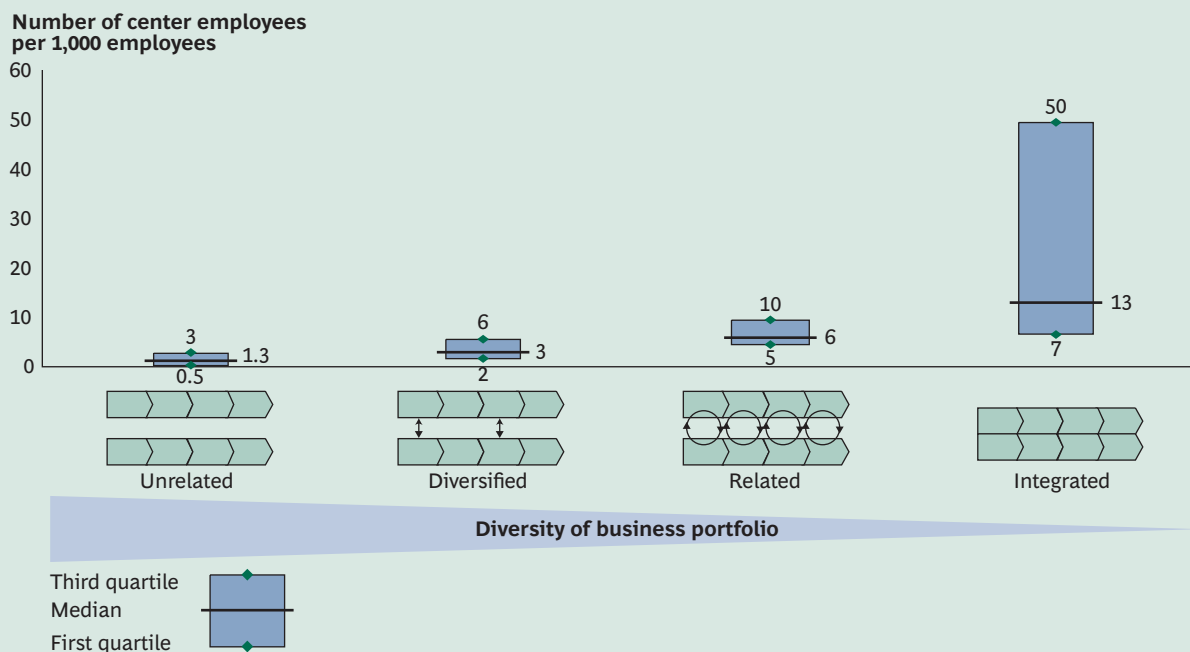 Number of center employees
per 1,000 employees
60
50
40
30
20
10
0
3
1.3
0.5
6
3
2
10
6
5
50
13
7
Unrelated
Diversified
Related
Integrated
Diversity of business portfolio
Third quartile
Median
First quartile